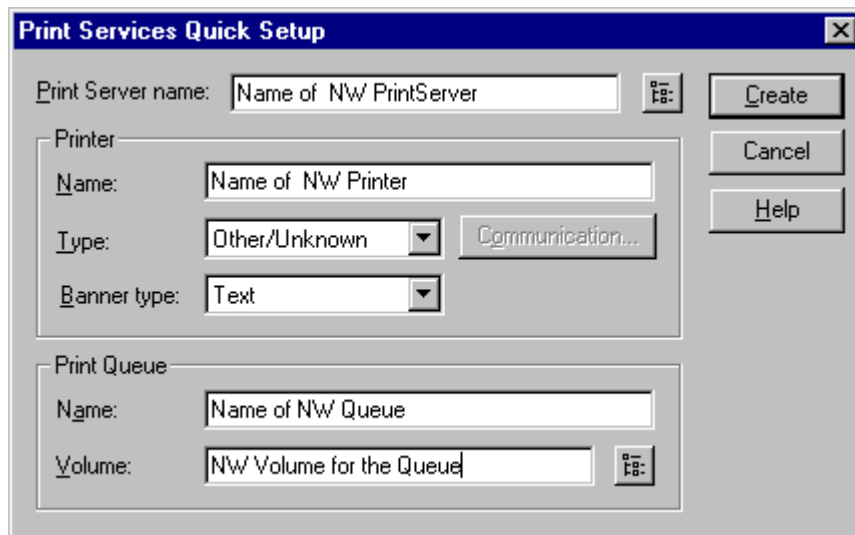 Print Services Quick Setup
Print Server name: Name of NW PrintServer
Create
Printer
Cancel
Name: Name of NW Printer
Help
Type: Other/Unknown Communication...
Banner type: Text
Print Queue
Name: Name of NW Queue
Volume: NW Volume for the Queue